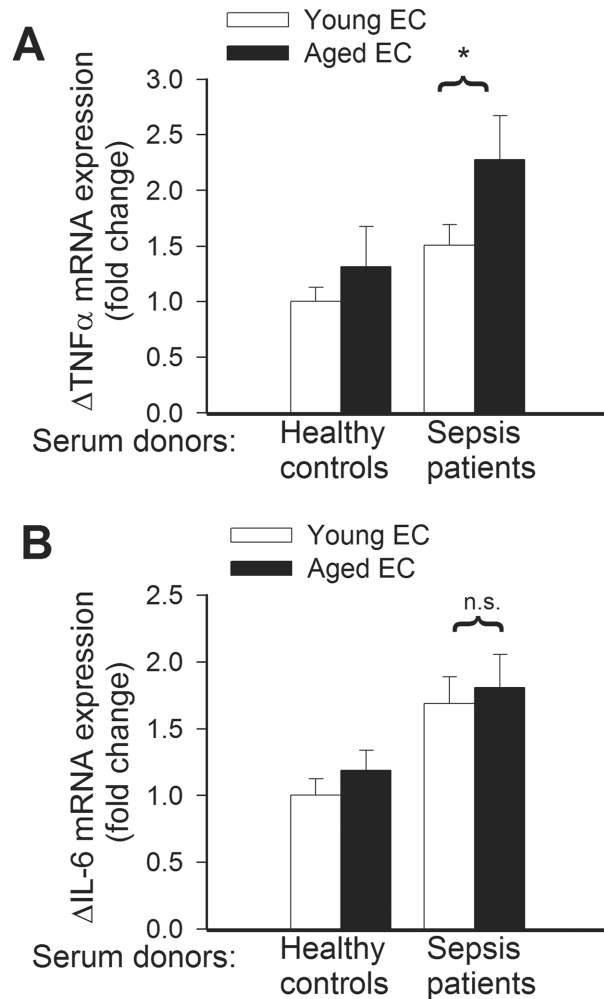 A
Young EC
Aged EC
*
ΔTNFα mRNA expression
(fold change)
3.0
2.5
2.0
1.5
1.0
0.5
0.0
Serum donors:
Healthy
controls
Sepsis
patients
B
Young EC
Aged EC
n.s.
ΔIL-6 mRNA expression
(fold change)
2.5
2.0
1.5
1.0
0.5
0.0
Serum donors:
Healthy
controls
Sepsis
patients